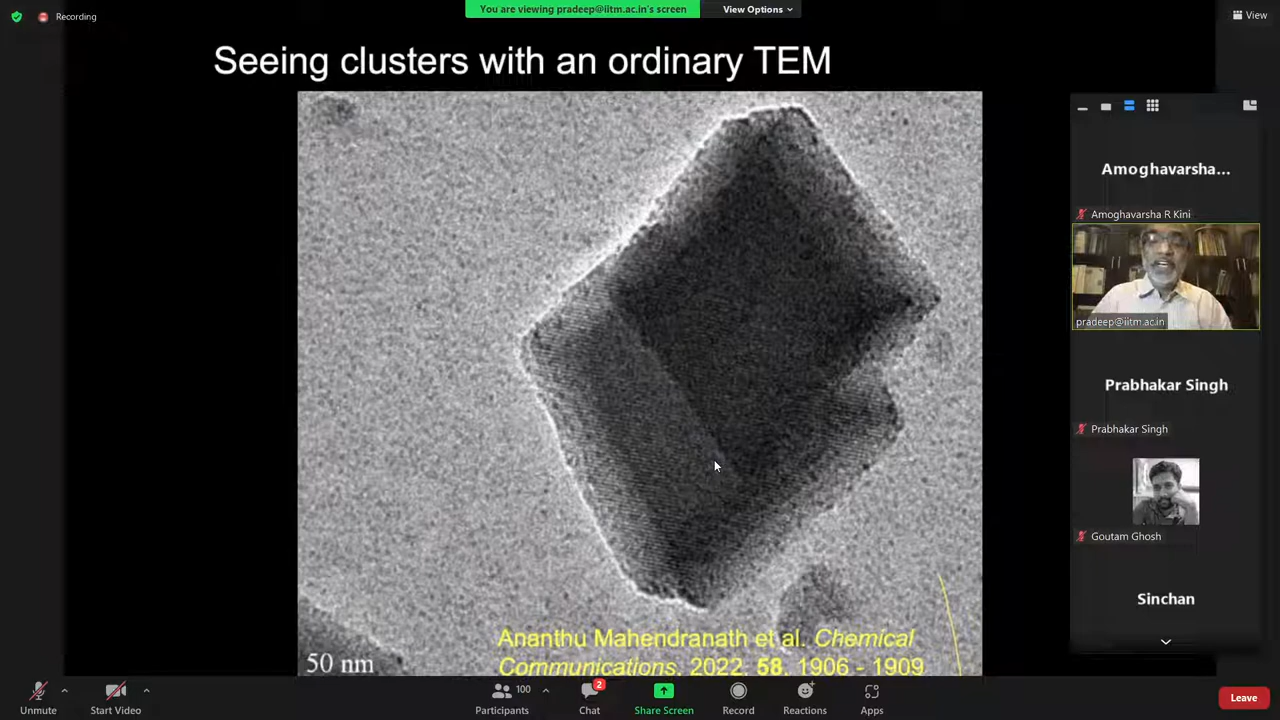 Recording
You are viewing pradeep@iitm.ac.in's screen
View Options
View
Seeing clusters with an ordinary TEM
Amoghavarsha...
Amoghavarsha R Kini
pradeep@iitm.ac.in
Prabhakar Singh
Prabhakar Singh
Goutam Ghosh
Sinchan
Ananthu Mahendranath et al. Chemical
Communications, 2022, 58, 1906 - 1909
50 nm
Unmute
Start Video
100
Participants
2
Chat
Share Screen
Record
Reactions
Apps
Leave